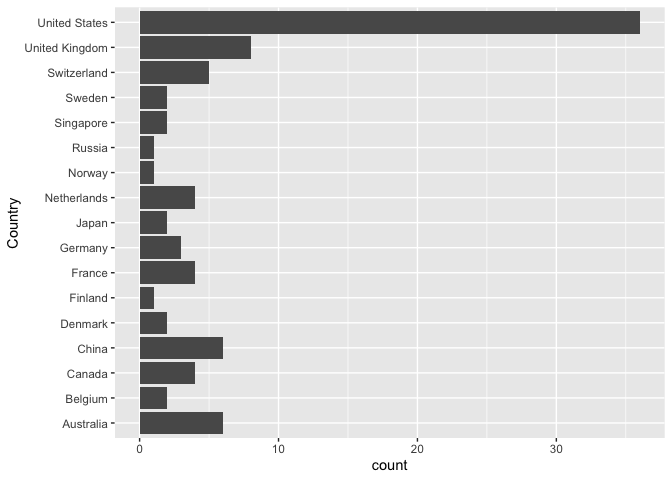 United States
United Kingdom
Switzerland
Sweden
Singapore
Russia
Norway
Netherlands
Japan
Germany
France
Finland
Denmark
China
Canada
Belgium
Australia
Country
0 10 20 30
count